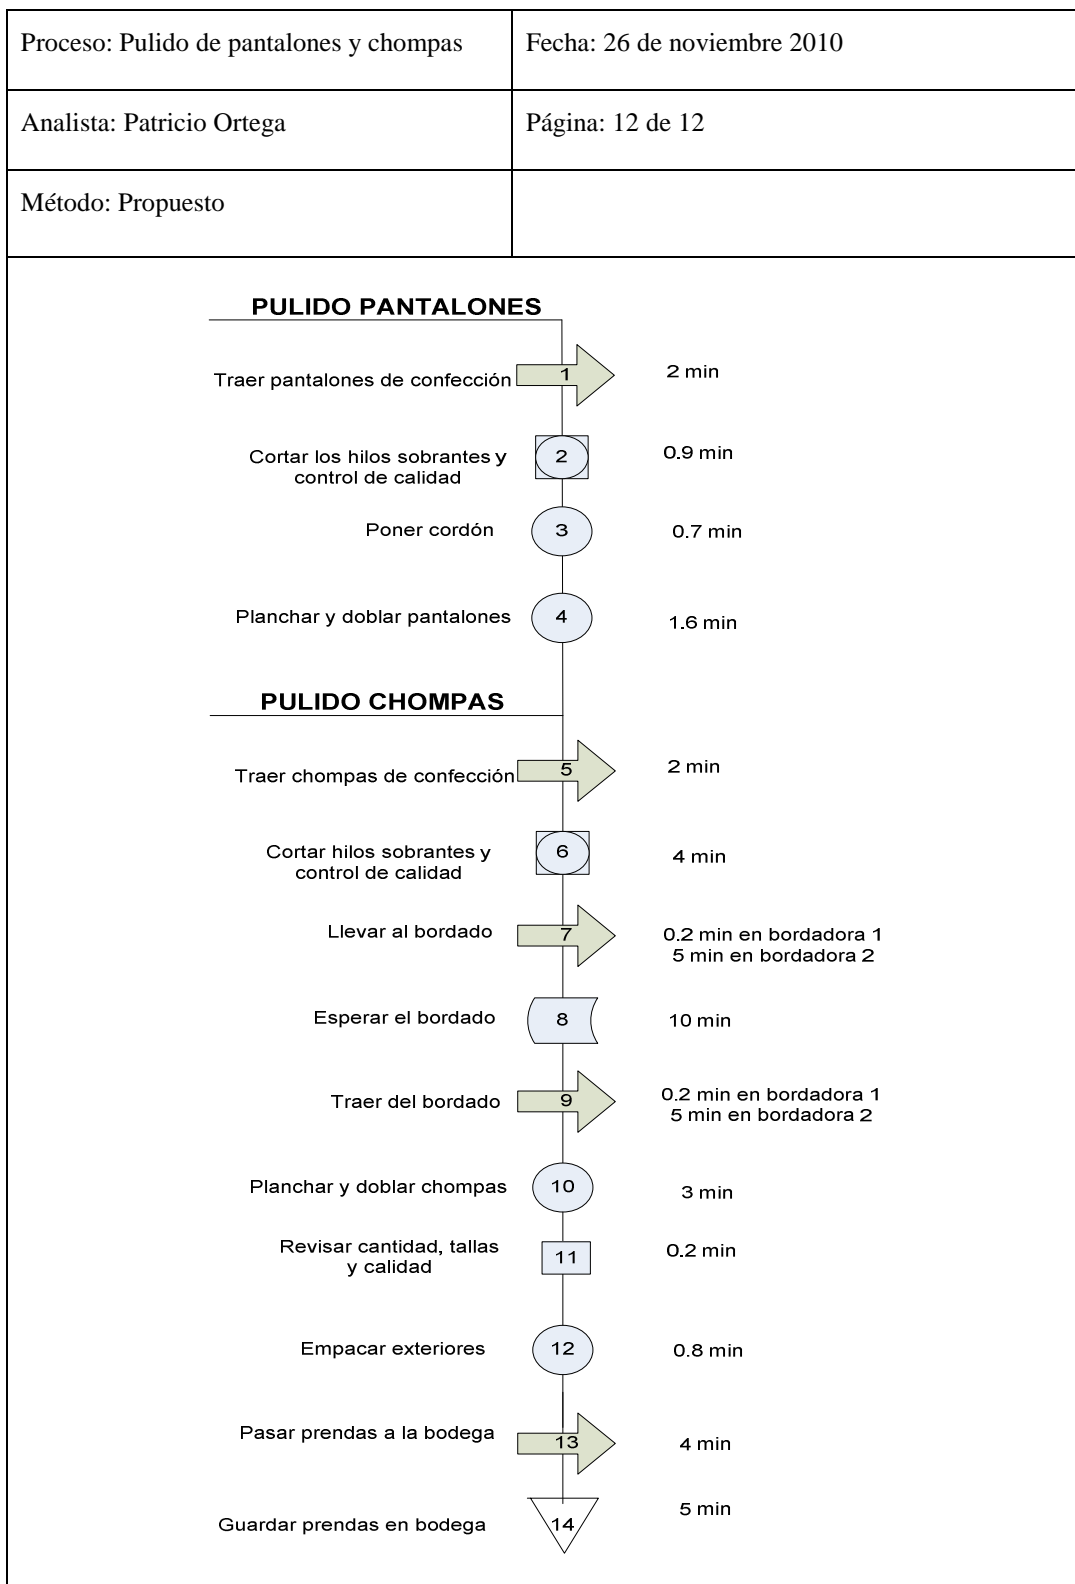 Proceso: Pulido de pantalones y chompas
Fecha: 26 de noviembre 2010
Analista: Patricio Ortega
Página: 12 de 12
Método: Propuesto
PULIDO PANTALONES
Traer pantalones de confección
1
2 min
Cortar los hilos sobrantes y
control de calidad
2
0.9 min
Poner cordón
3
0.7 min
Planchar y doblar pantalones
4
1.6 min
PULIDO CHOMPAS
Traer chompas de confección
5
2 min
Cortar hilos sobrantes y
control de calidad
6
4 min
Llevar al bordado
7
0.2 min en bordadora 1
5 min en bordadora 2
Esperar el bordado
8
10 min
Traer del bordado
9
0.2 min en bordadora 1
5 min en bordadora 2
Planchar y doblar chompas
10
3 min
Revisar cantidad, tallas
y calidad
11
0.2 min
Empacar exteriores
12
0.8 min
Pasar prendas a la bodega
13
4 min
Guardar prendas en bodega
14
5 min